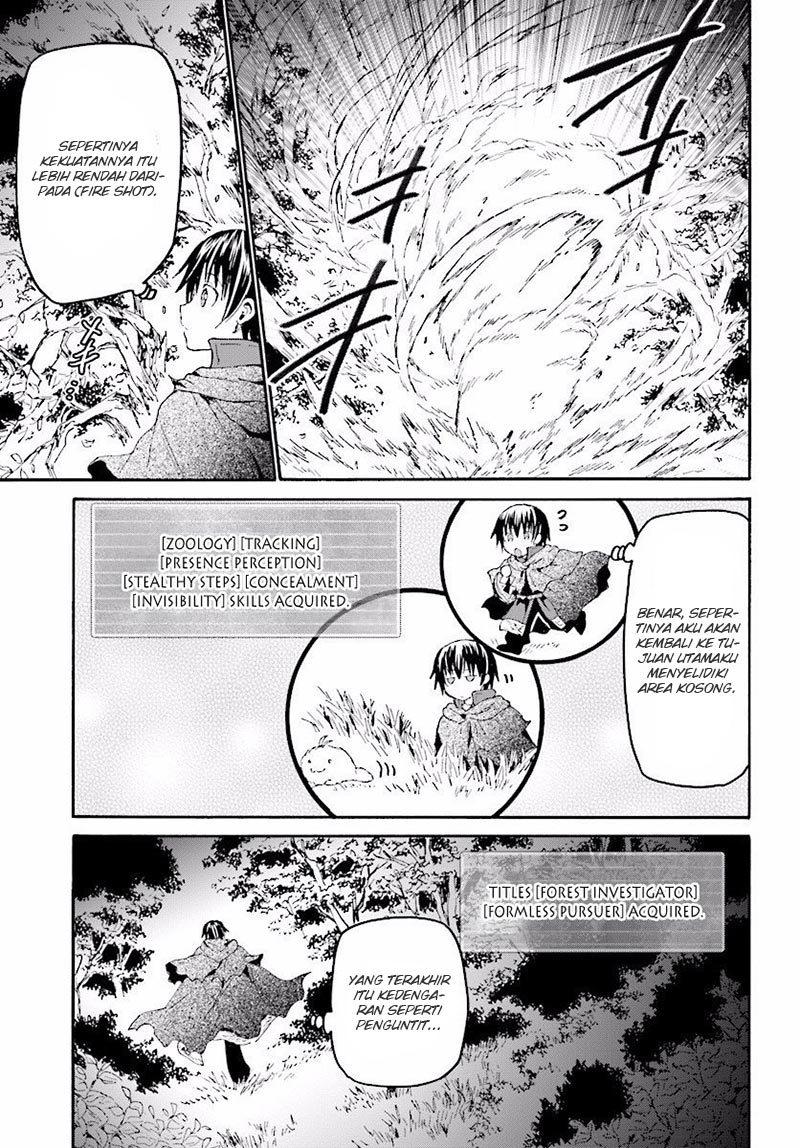 SEPERTINYA
KEKUATANNYA ITU
LEBIH RENDAH DARI-
PADA (FIRE SHOT).
[ZOOLOGY] [TRACKING]
[PRESENCE PERCEPTION]
[STEALTHY STEPS] [CONCEALMENT]
[INVISIBILITY] SKILLS ACQUIRED.
BENAR, SEPER-
TINYA AKU AKAN
KEMBALI KE TU-
JUAN UTAMAKU
MENYELIDIKI
AREA KOSONG.
TITLES [FOREST INVESTIGATOR]
[FORMLESS PURSUER] ACQUIRED.
YANG TERAKHIR
ITU KEDENGA-
RAN SEPERTI
PENGUNTIT...